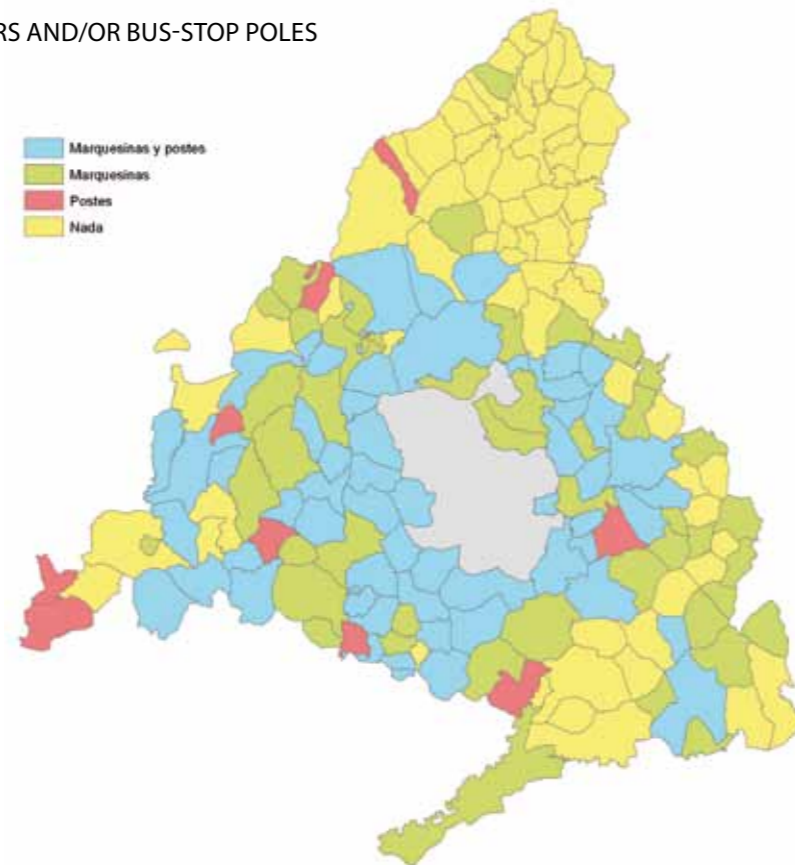 RS AND/OR BUS-STOP POLES
Marquesinas y postes
Marquesinas
Postes
Nada